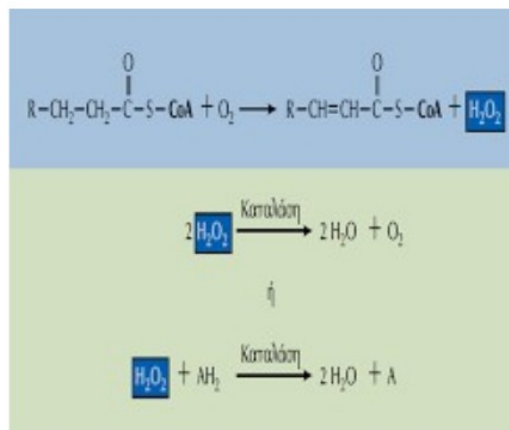 O
R–CH₂–CH₂–C–S–CoA + O₂ → R–CH=CH–C–S–CoA + H₂O₂
O
2 H₂O₂ Καταλάση → 2 H₂O + O₂
ή
H₂O₂ + AH₂ Καταλάση → 2 H₂O + A